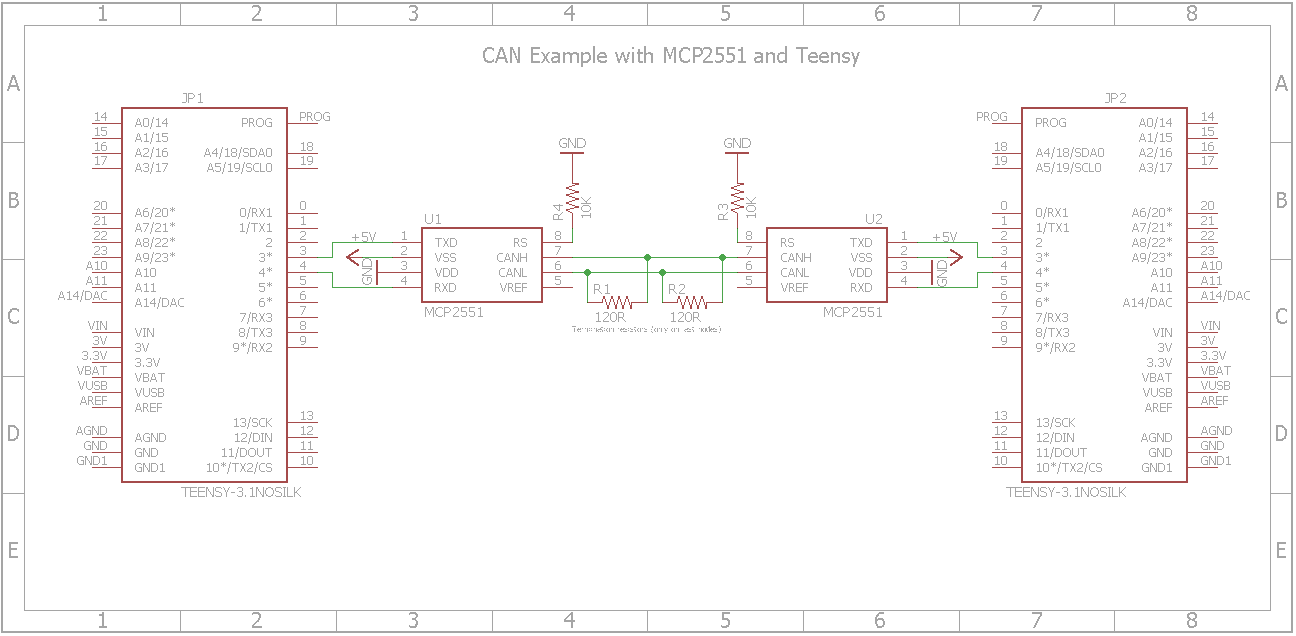 1 2 3 4 5 6 7 8
A A
B B
C C
D D
E E
CAN Example with MCP2551 and Teensy
JP1
14 A0/14
15 A1/15
16 A2/16
17 A3/17
20 A6/20*
21 A7/21*
22 A8/22*
23 A9/23*
A10 A10
A11 A11
A14/DAC A14/DAC
VIN VIN
3V 3V
3.3V 3.3V
VBAT VBAT
VUSB VUSB
AREF AREF
AGND AGND
GND GND
GND1 GND1
PROG PROG
A4/18/SDA0 18
A5/19/SCL0 19
0/RX1 0
1/TX1 1
2 2
3* 3
4* 4
5* 5
6* 6
7/RX3 7
8/TX3 8
9*/RX2 9
13/SCK 13
12/DIN 12
11/DOUT 11
10*/TX2/CS 10
TEENSY-3.1NOSILK
+5V
GND
U1
1 TXD RS 8
2 VSS CANH 7
3 VDD CANL 6
4 RXD VREF 5
MCP2551
GND
R4
10K
GND
R3
10K
R1
120R
R2
120R
Termination resistors (only on last nodes)
U2
8 RS TXD 1
7 CANH VSS 2
6 CANL VDD 3
5 VREF RXD 4
MCP2551
+5V
GND
JP2
PROG PROG
18 A4/18/SDA0
19 A5/19/SCL0
0 0/RX1
1 1/TX1
2 2
3 3*
4 4*
5 5*
6 6*
7 7/RX3
8 8/TX3
9 9*/RX2
13 13/SCK
12 12/DIN
11 11/DOUT
10 10*/TX2/CS
A0/14 14
A1/15 15
A2/16 16
A3/17 17
A6/20* 20
A7/21* 21
A8/22* 22
A9/23* 23
A10 A10
A11 A11
A14/DAC A14/DAC
VIN VIN
3V 3V
3.3V 3.3V
VBAT VBAT
VUSB VUSB
AREF AREF
AGND AGND
GND GND
GND1 GND1
TEENSY-3.1NOSILK
1 2 3 4 5 6 7 8